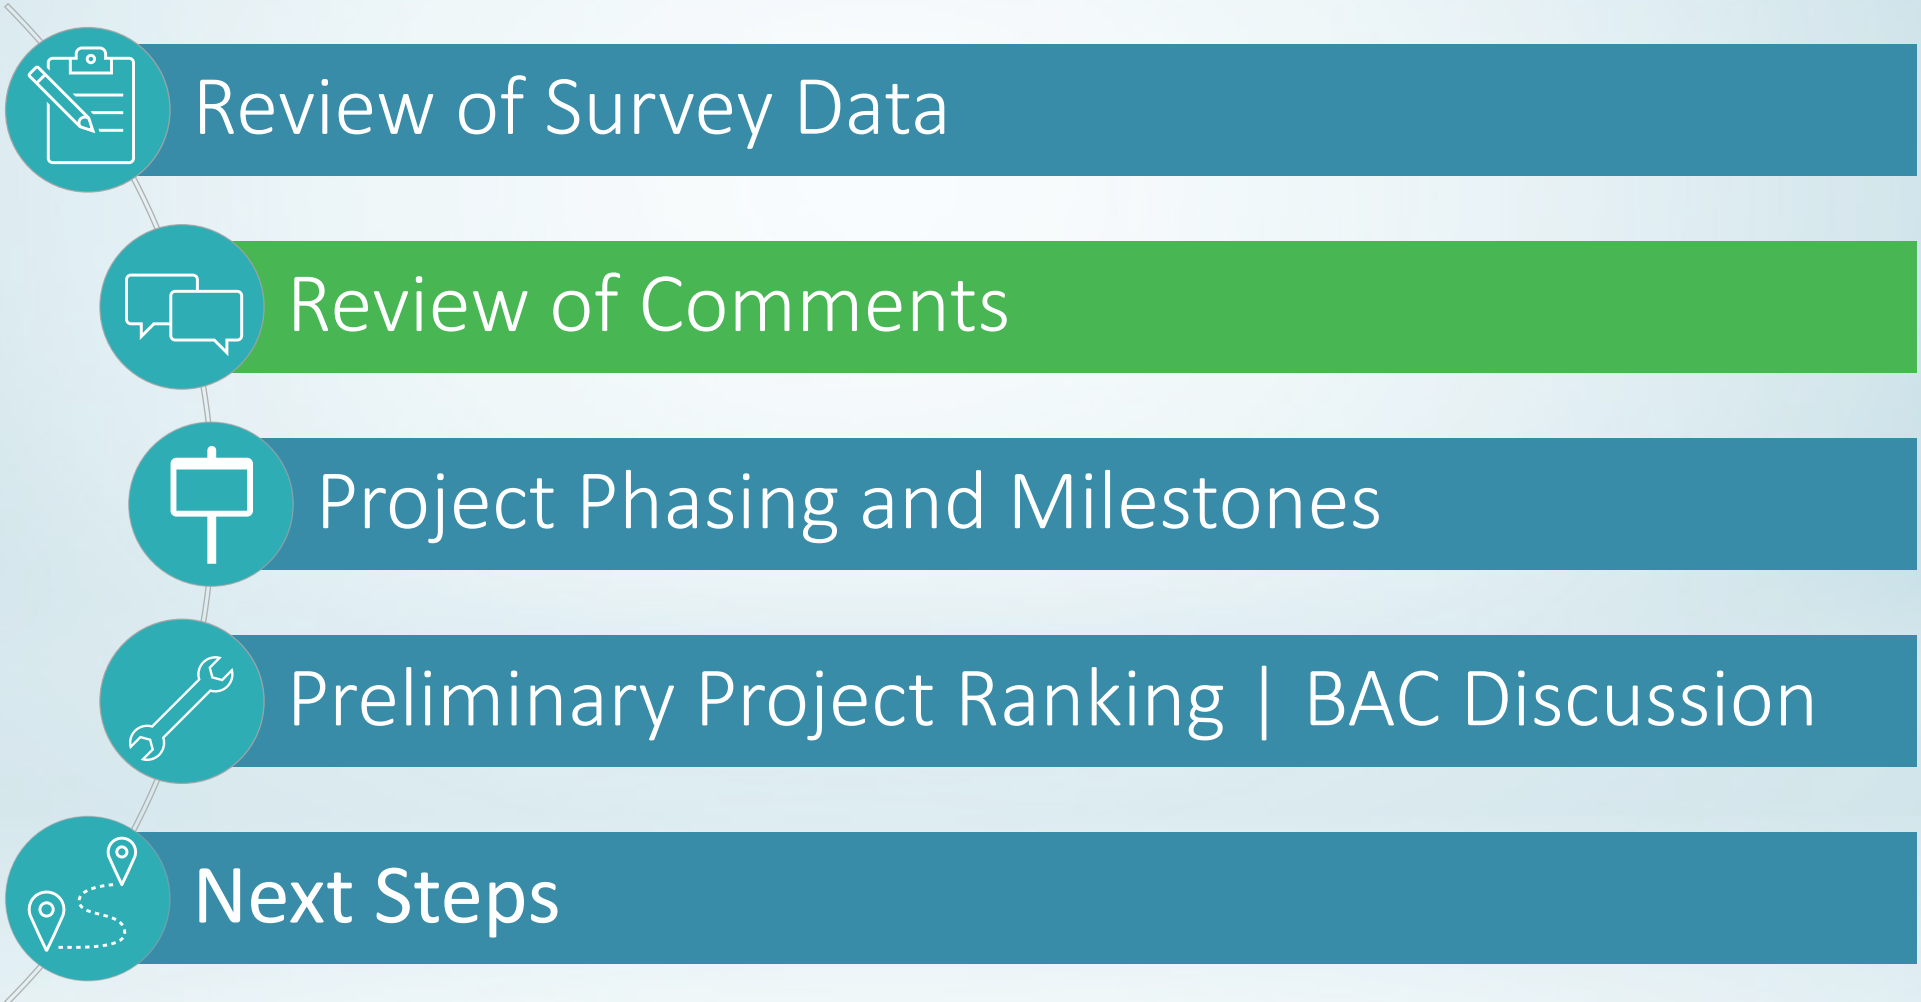 Review of Survey Data
Review of Comments
Project Phasing and Milestones
Preliminary Project Ranking | BAC Discussion
Next Steps